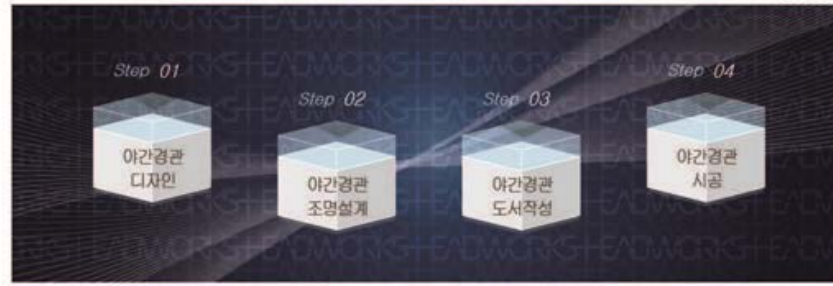 Step 01
야간경관
디자인
Step 02
야간경관
조명설계
Step 03
야간경관
도서작성
Step 04
야간경관
시공